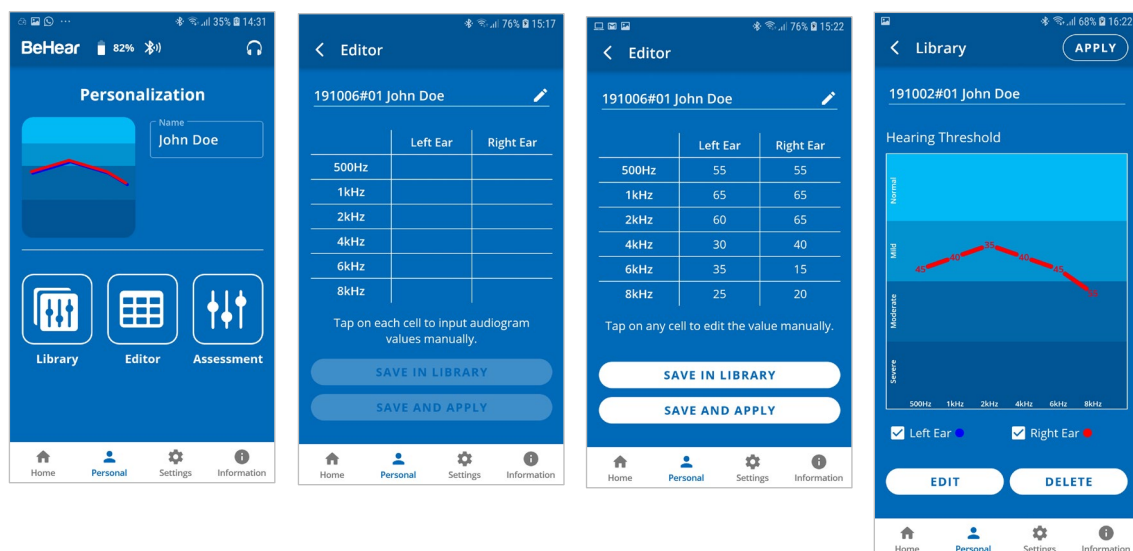 35% 14:31
BeHear 82%
Personalization
Name
John Doe
Library Editor Assessment
Home Personal Settings Information
76% 15:17
Editor
191006#01 John Doe
Left Ear Right Ear
500Hz
1kHz
2kHz
4kHz
6kHz
8kHz
Tap on each cell to input audiogram
values manually.
SAVE IN LIBRARY
SAVE AND APPLY
Home Personal Settings Information
76% 15:22
Editor
191006#01 John Doe
Left Ear Right Ear
500Hz 55 55
1kHz 65 65
2kHz 60 65
4kHz 30 40
6kHz 35 15
8kHz 25 20
Tap on any cell to edit the value manually.
SAVE IN LIBRARY
SAVE AND APPLY
Home Personal Settings Information
68% 16:22
Library APPLY
191002#01 John Doe
Hearing Threshold
Normal
Mild
Moderate
Severe
45 40 35 40 45
500Hz 1kHz 2kHz 4kHz 6kHz 8kHz
Left Ear Right Ear
EDIT DELETE
Home Personal Settings Information